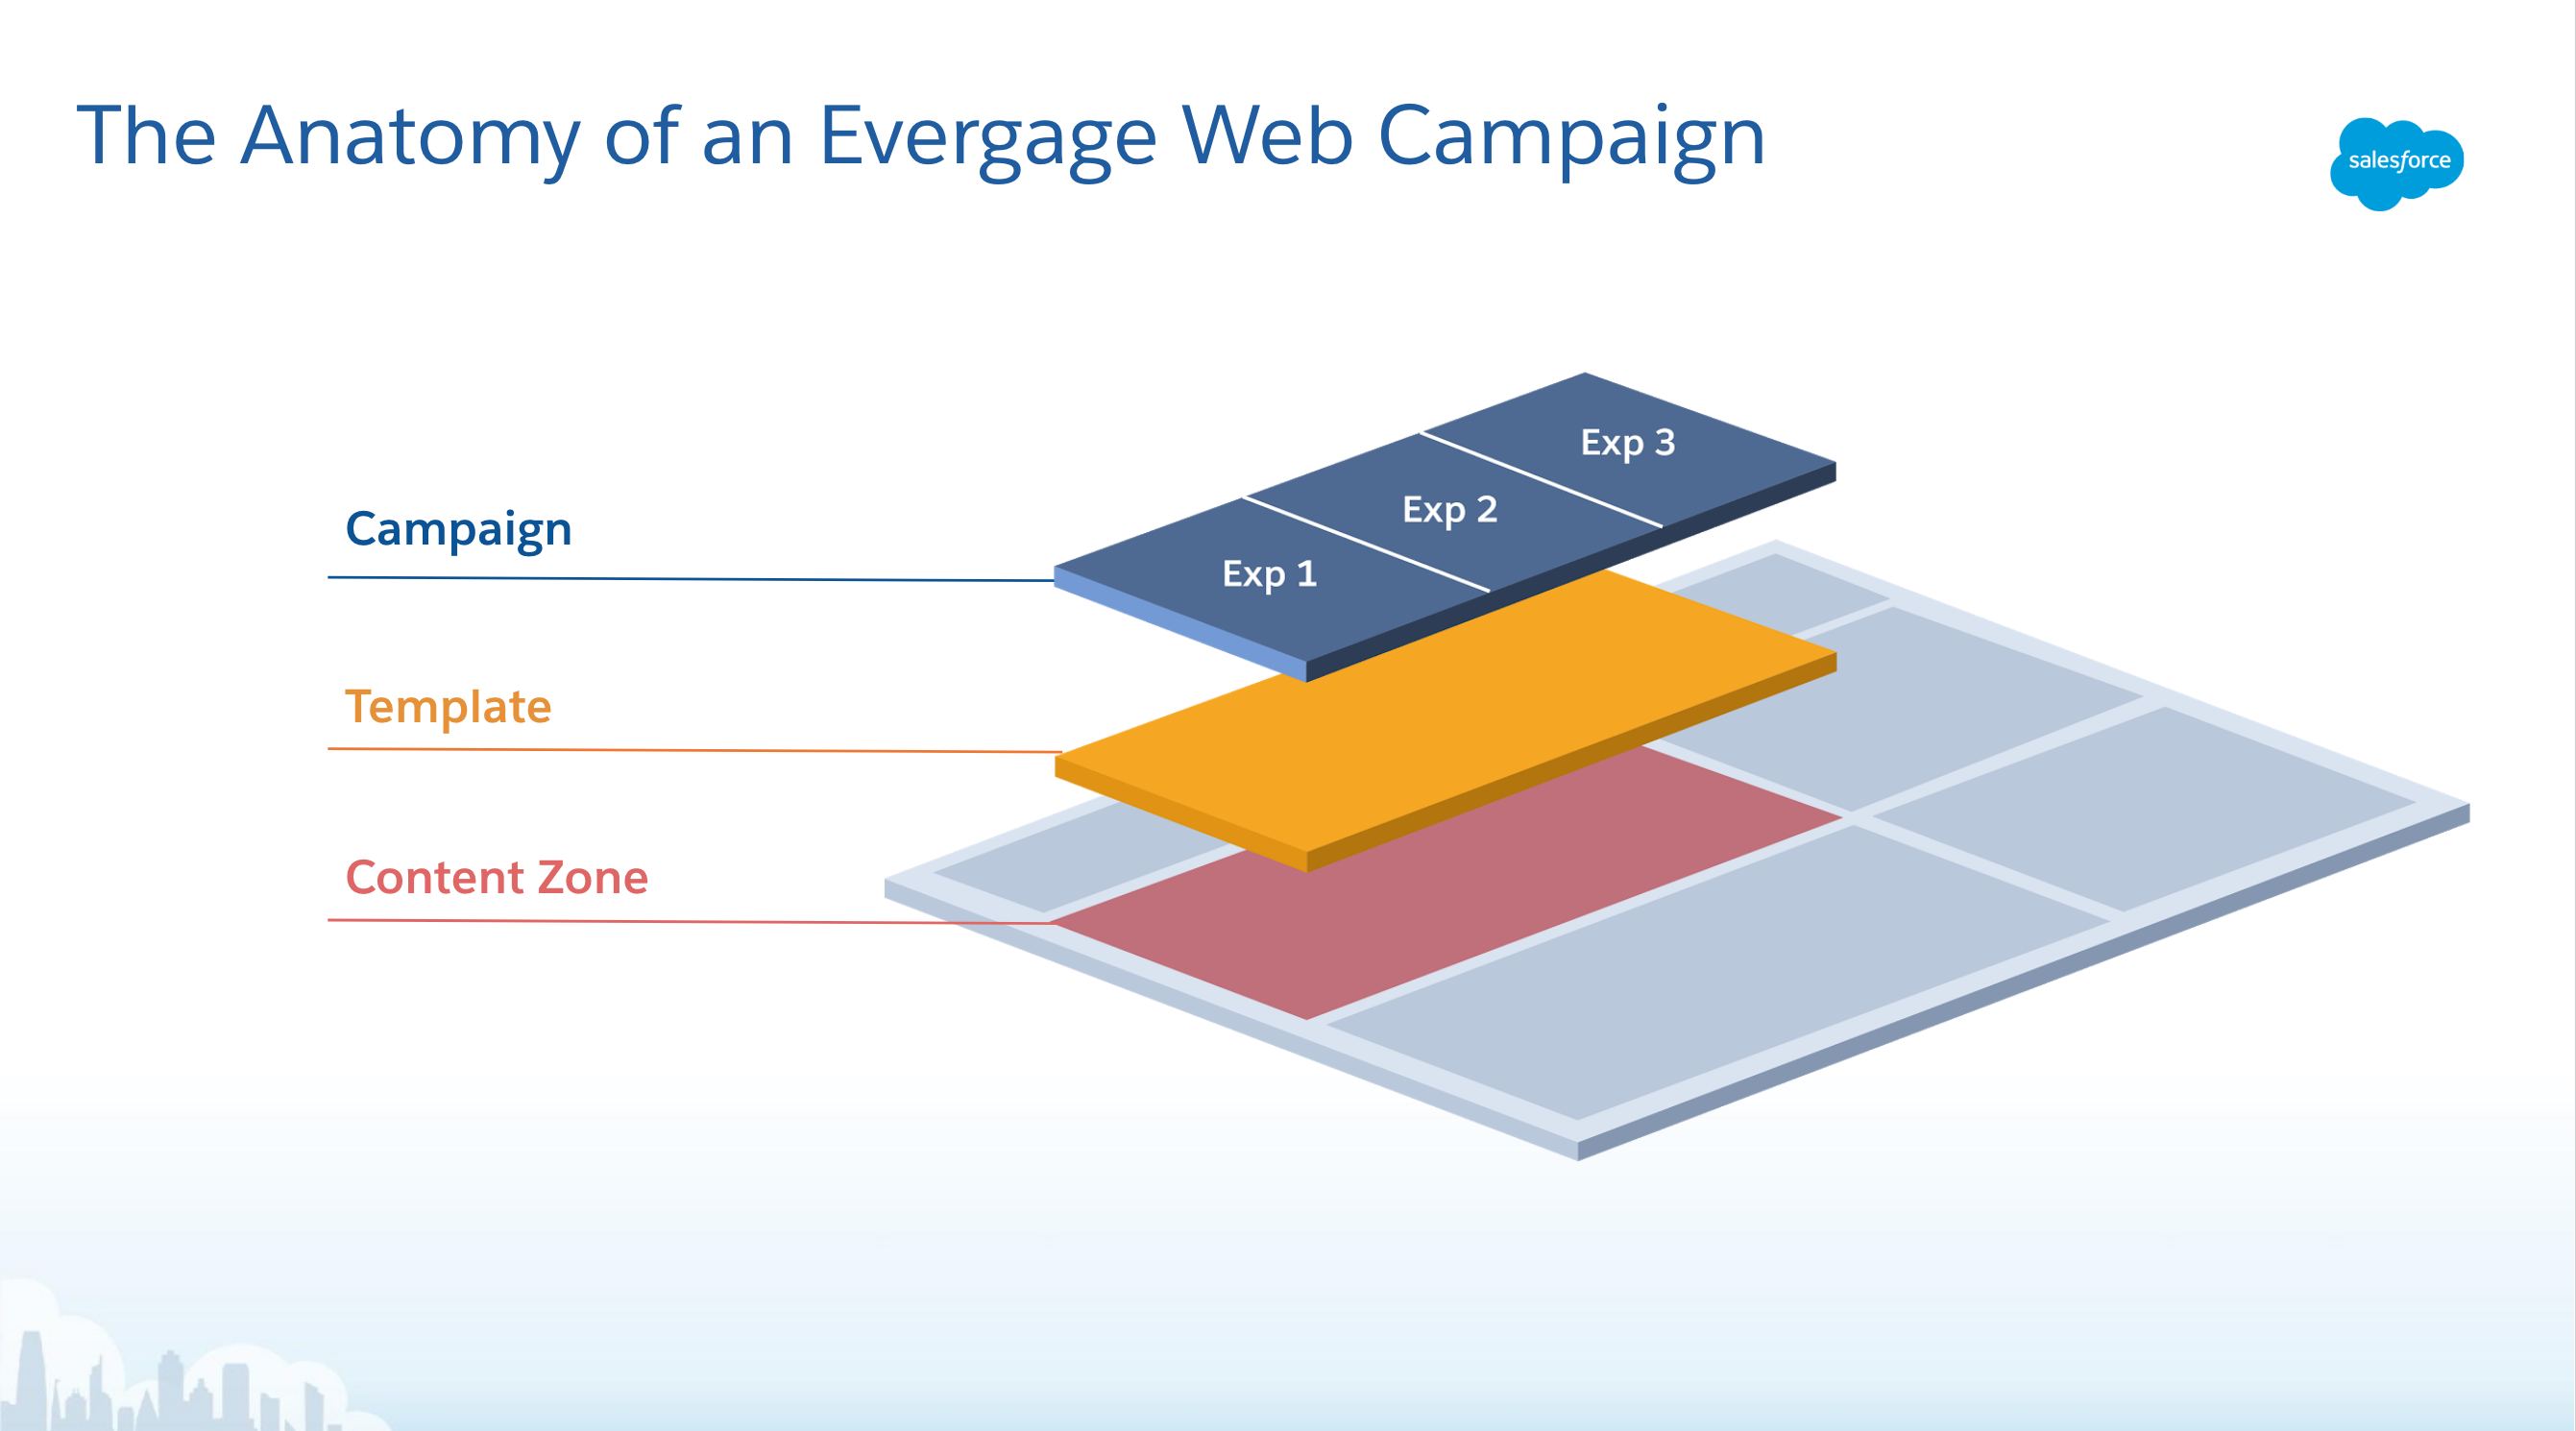 The Anatomy of an Evergage Web Campaign
salesforce
Exp 3
Exp 2
Campaign
Exp 1
Template
Content Zone